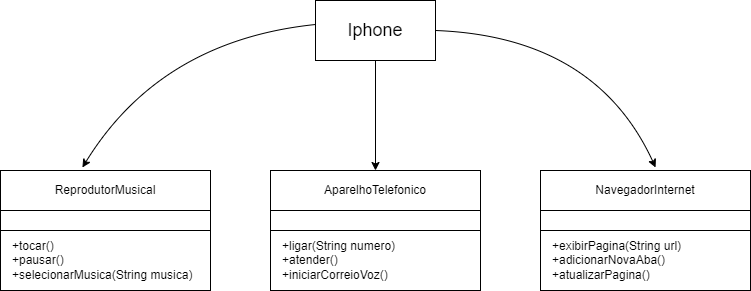 Iphone
ReprodutorMusical
+tocar()
+pausar()
+selecionarMusica(String musica)
AparelhoTelefonico
+ligar(String numero)
+atender()
+iniciarCorreioVoz()
NavegadorInternet
+exibirPagina(String url)
+adicionarNovaAba()
+atualizarPagina()